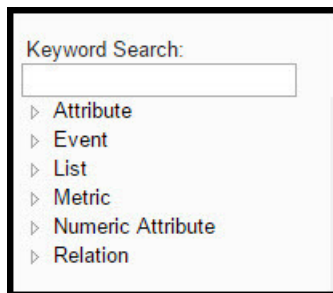 Keyword Search:
Attribute
Event
List
Metric
Numeric Attribute
Relation